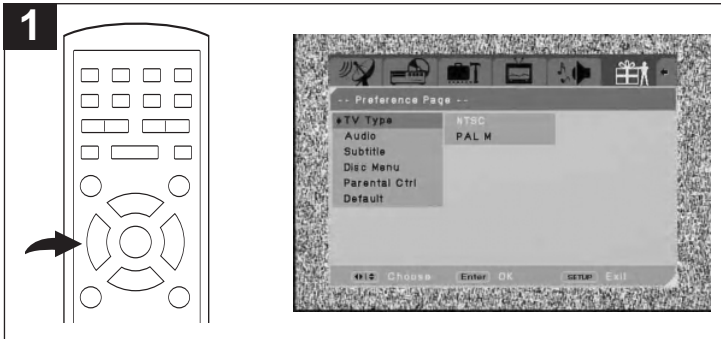 1
-- Preference Page --
TV Type
NTSC
Audio
PAL M
Subtitle
Disc Menu
Parental Ctrl
Default
Choose
Enter OK
SETUP Exit